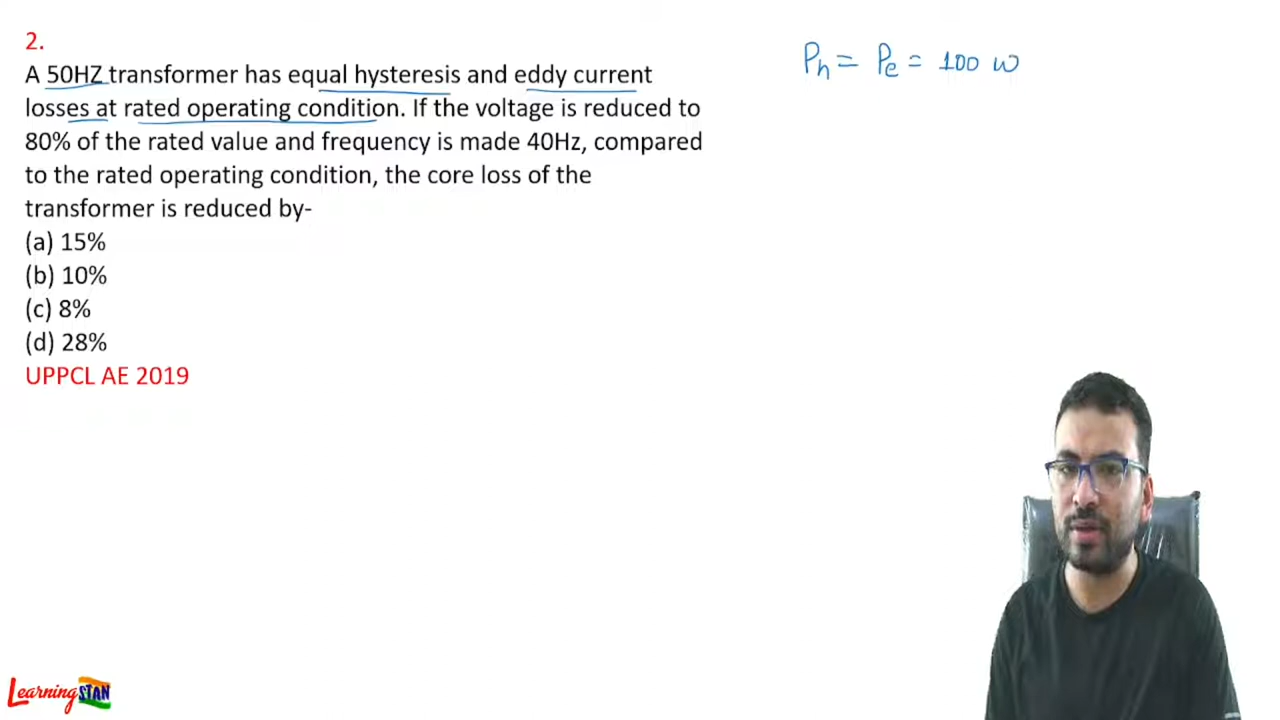 2.
A 50HZ transformer has equal hysteresis and eddy current
losses at rated operating condition. If the voltage is reduced to
80% of the rated value and frequency is made 40Hz, compared
to the rated operating condition, the core loss of the
transformer is reduced by-
(a) 15%
(b) 10%
(c) 8%
(d) 28%
UPPCL AE 2019
Ph = Pe = 100 w
Learning STAN